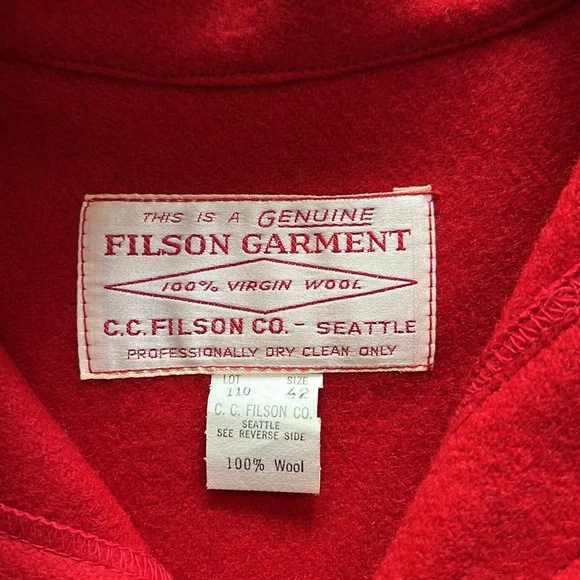 THIS IS A GENUINE
FILSON GARMENT
100% VIRGIN WOOL
C.C. FILSON CO. - SEATTLE
PROFESSIONALLY DRY CLEAN ONLY
LOT SIZE
110 42
C. C. FILSON CO.
SEATTLE
SEE REVERSE SIDE
100% Wool